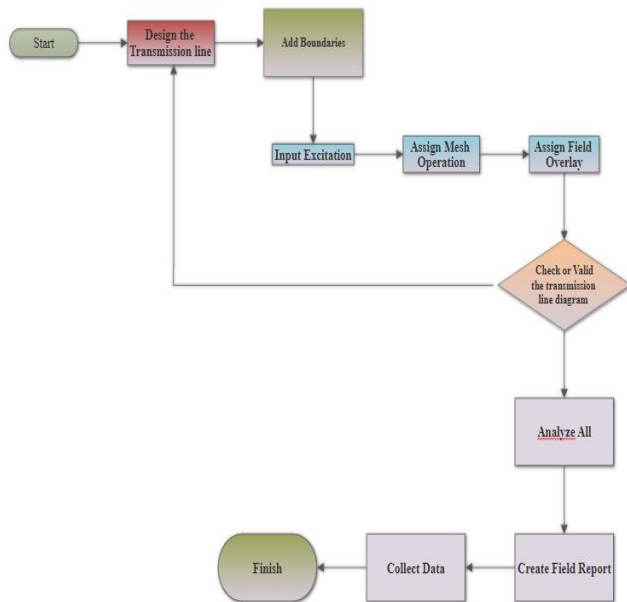 Start
Design the
Transmission line
Add Boundaries
Input Excitation
Assign Mesh
Operation
Assign Field
Overlay
Check or Valid
the transmission
line diagram
Analyze All
Create Field Report
Collect Data
Finish